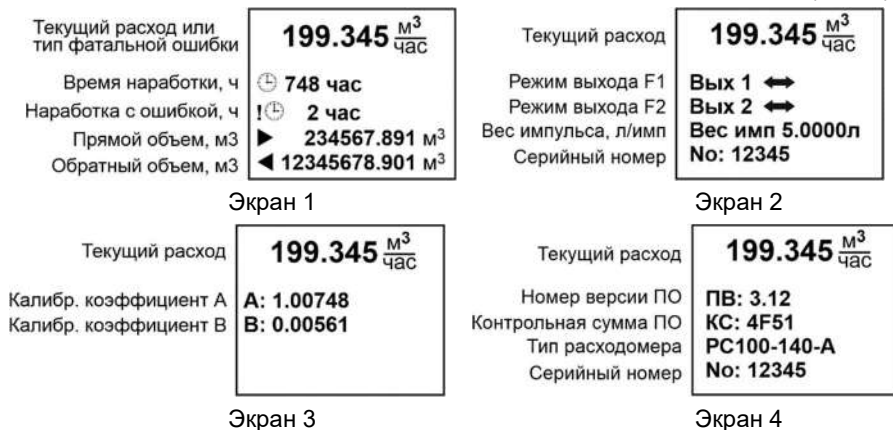 Текущий расход или
тип фатальной ошибки
199.345 м³/час
Время наработки, ч 748 час
Наработка с ошибкой, ч ! 2 час
Прямой объем, м3 ▶ 234567.891 м³
Обратный объем, м3 ◀ 12345678.901 м³
Экран 1
Текущий расход 199.345 м³/час
Режим выхода F1 Вых 1 ⬌
Режим выхода F2 Вых 2 ⬌
Вес импульса, л/имп Вес имп 5.0000л
Серийный номер No: 12345
Экран 2
Текущий расход 199.345 м³/час
Калибр. коэффициент А A: 1.00748
Калибр. коэффициент В B: 0.00561
Экран 3
Текущий расход 199.345 м³/час
Номер версии ПО ПВ: 3.12
Контрольная сумма ПО КС: 4F51
Тип расходомера РС100-140-А
Серийный номер No: 12345
Экран 4